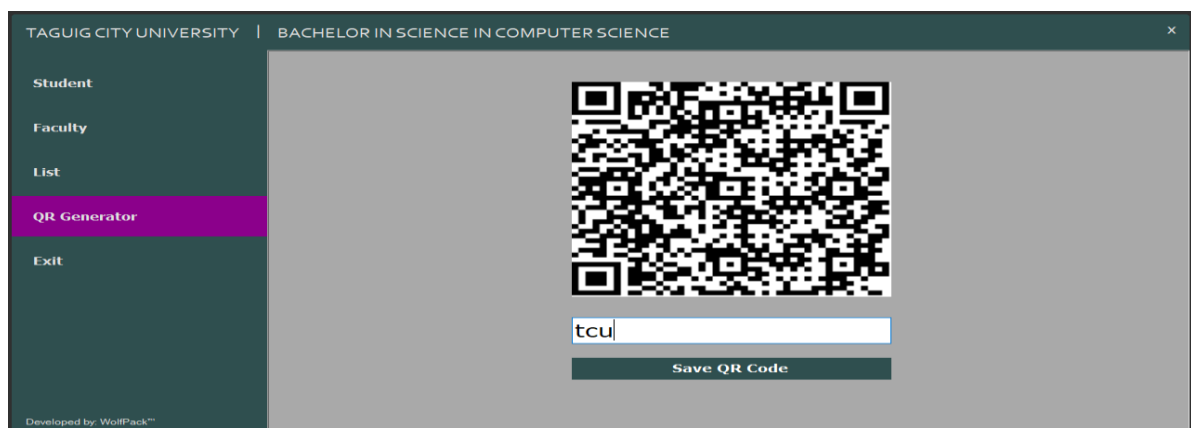 TAGUIG CITY UNIVERSITY | BACHELOR IN SCIENCE IN COMPUTER SCIENCE ×
Student
Faculty
List
QR Generator
Exit
tcu
Save QR Code
Developed by: WolfPack™